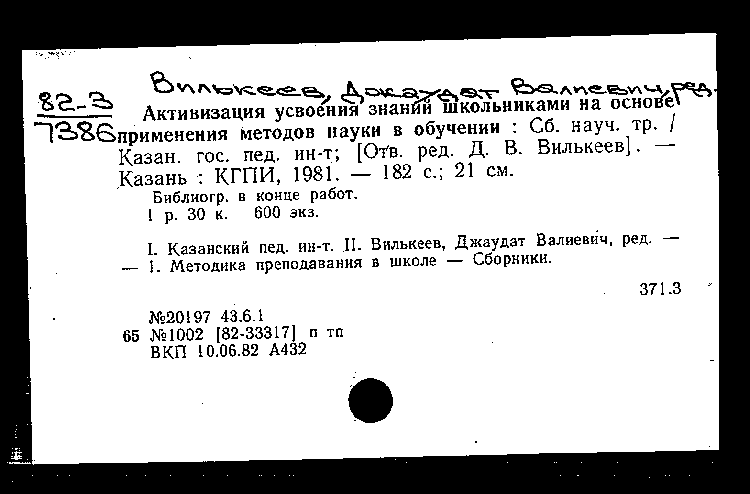 Вилькеев, Джаудат Валиевич, ред.
82-3
7386
Активизация усвоения знаний школьниками на основе
применения методов науки в обучении : Сб. науч. тр. /
Казан. гос. пед. ин-т; [Отв. ред. Д. В. Вилькеев]. —
Казань : КГПИ, 1981. — 182 с.; 21 см.
Библиогр. в конце работ.
1 р. 30 к. 600 экз.
I. Казанский пед. ин-т. II. Вилькеев, Джаудат Валиевич, ред. —
— 1. Методика преподавания в школе — Сборники.
371.3
№20197 43.6.1
65 №1002 [82-33317] п тп
ВКП 10.06.82 А432